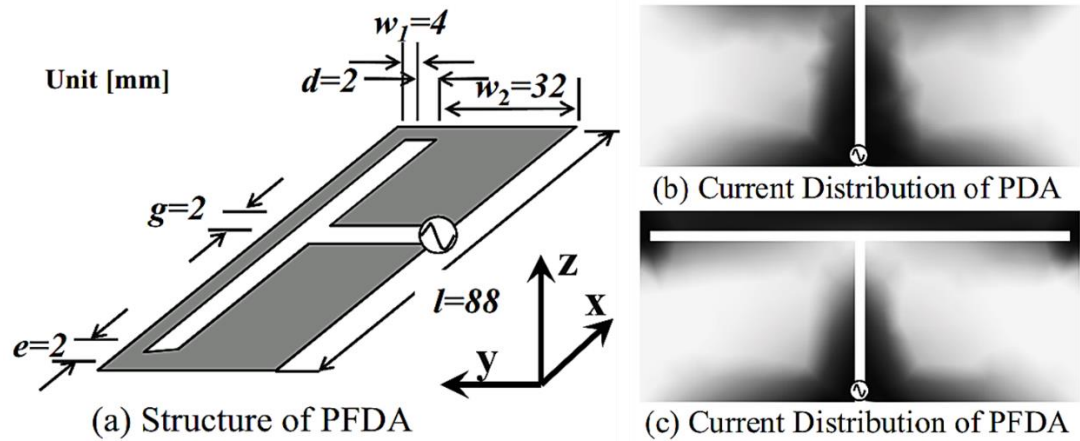 w₁=4
Unit [mm]
d=2
w₂=32
g=2
l=88
e=2
z
x
y
(a) Structure of PFDA
(b) Current Distribution of PDA
(c) Current Distribution of PFDA